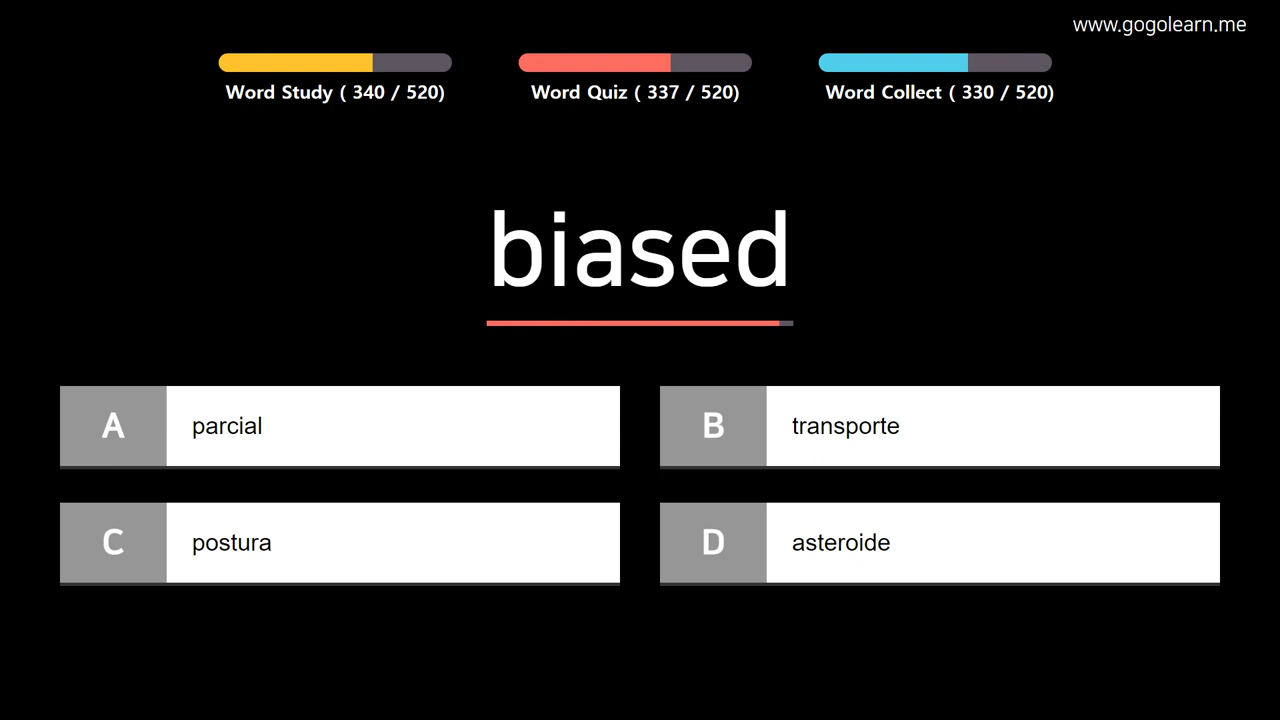 www.gogolearn.me
Word Study ( 340 / 520)
Word Quiz ( 337 / 520)
Word Collect ( 330 / 520)
biased
A parcial
B transporte
C postura
D asteroide